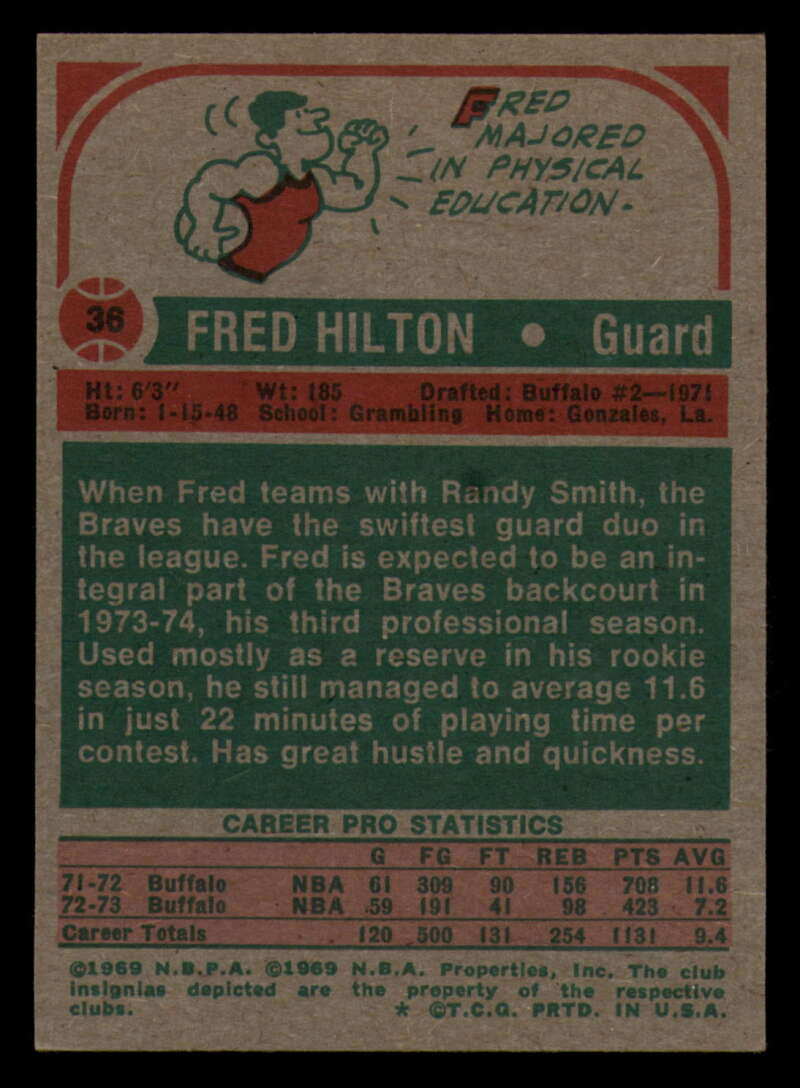 FRED
MAJORED
IN PHYSICAL
EDUCATION-
36 FRED HILTON • Guard
Ht: 6'3" Wt: 185 Drafted: Buffalo #2—1971
Born: 1-15-48 School: Grambling Home: Gonzales, La.
When Fred teams with Randy Smith, the
Braves have the swiftest guard duo in
the league. Fred is expected to be an in-
tegral part of the Braves backcourt in
1973-74, his third professional season.
Used mostly as a reserve in his rookie
season, he still managed to average 11.6
in just 22 minutes of playing time per
contest. Has great hustle and quickness.
CAREER PRO STATISTICS
G FG FT REB PTS AVG
71-72 Buffalo NBA 61 309 90 156 708 11.6
72-73 Buffalo NBA 59 191 41 98 423 7.2
Career Totals 120 500 131 254 1131 9.4
©1969 N.B.P.A. ©1969 N.B.A. Properties, Inc. The club
insignias depicted are the property of the respective
clubs. * ©T.C.G. PRTD. IN U.S.A.